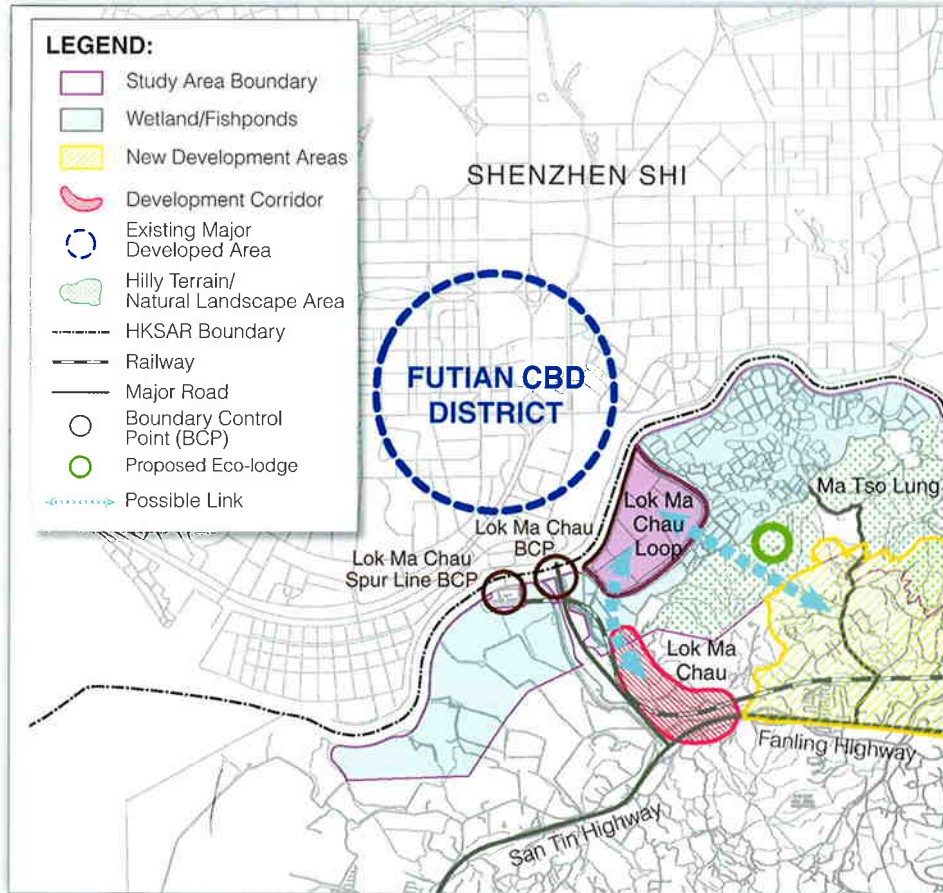 LEGEND:
Study Area Boundary
Wetland/Fishponds
New Development Areas
Development Corridor
Existing Major
Developed Area
Hilly Terrain/
Natural Landscape Area
HKSAR Boundary
Railway
Major Road
Boundary Control
Point (BCP)
Proposed Eco-lodge
Possible Link
SHENZHEN SHI
FUTIAN CBD
DISTRICT
Ma Tso Lung
Lok Ma
Chau
Loop
Lok Ma Chau
BCP
Lok Ma Chau
Spur Line BCP
Lok Ma
Chau
Fanling Highway
San Tin Highway